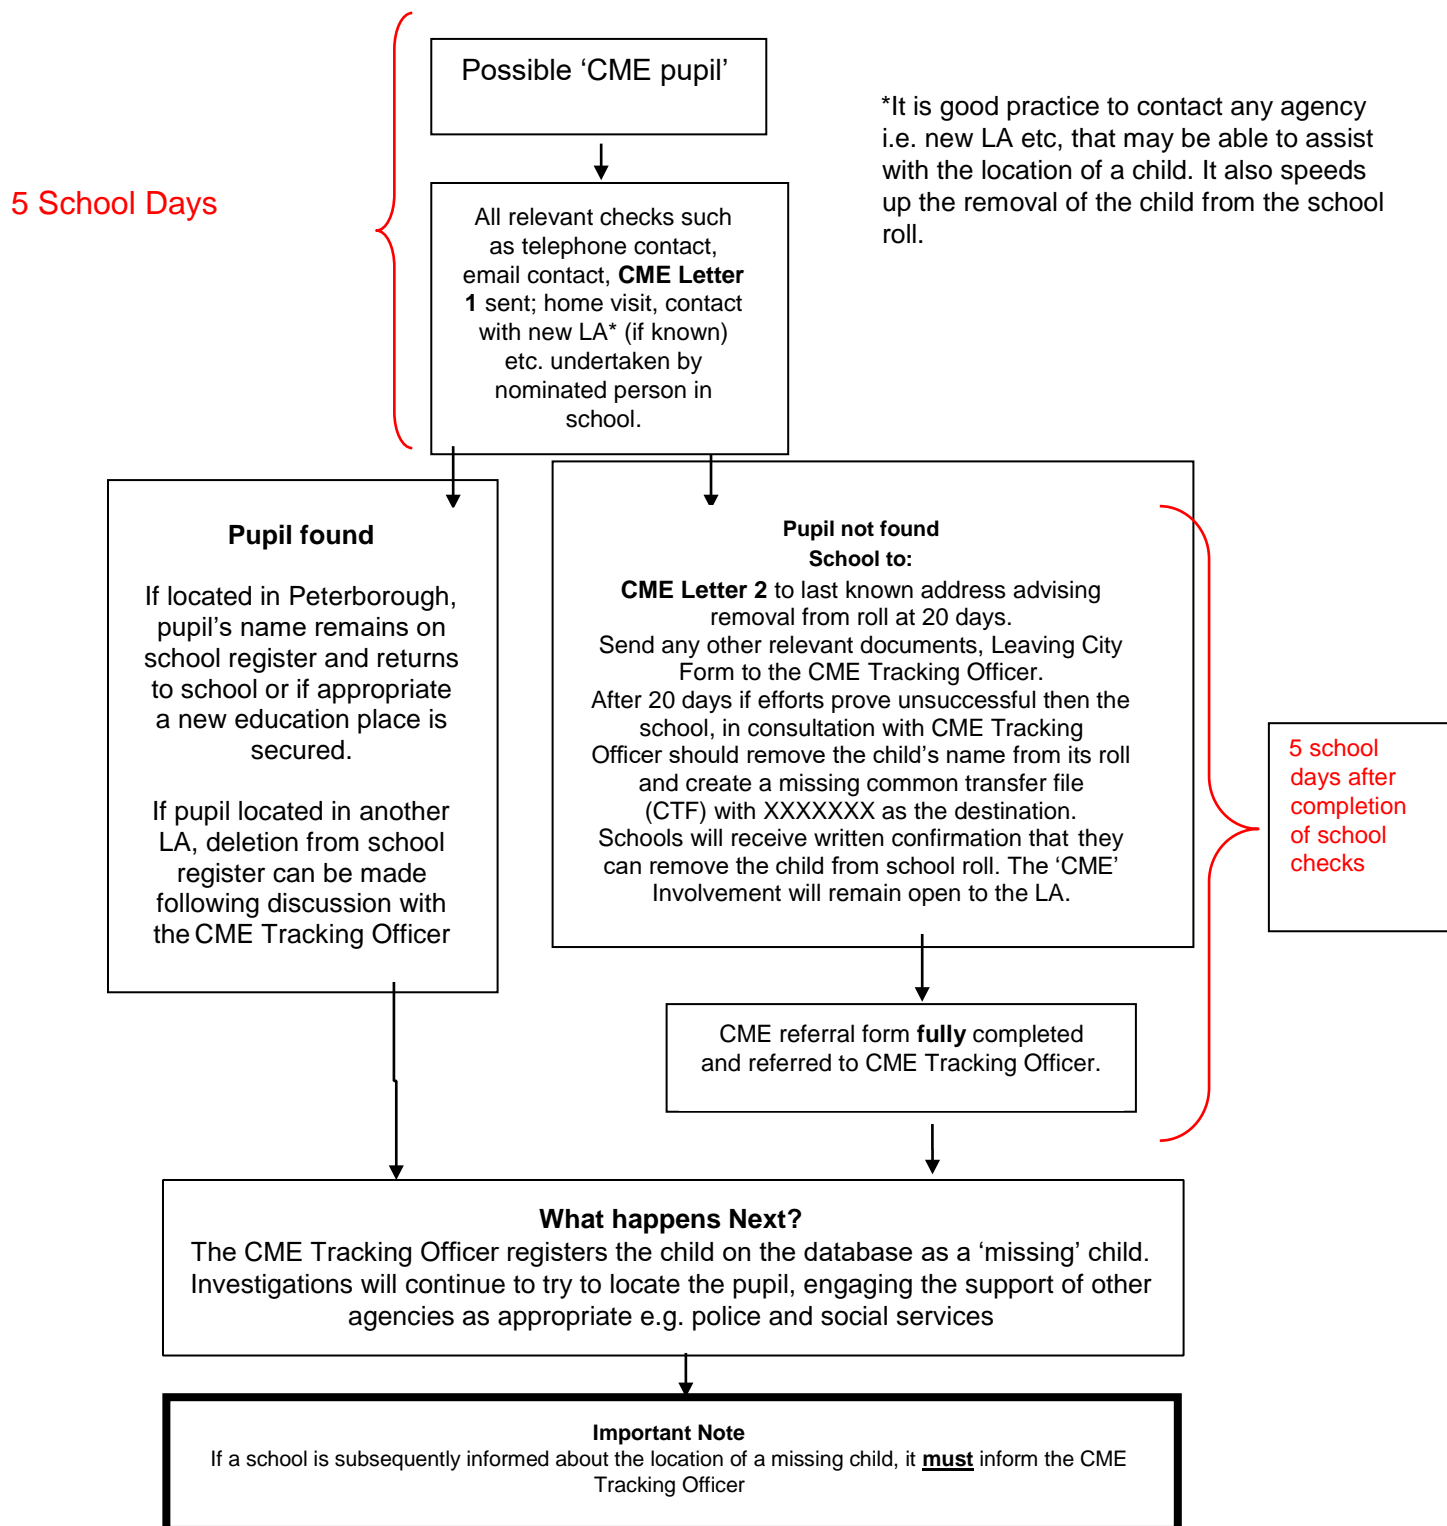 Possible ‘CME pupil’
*It is good practice to contact any agency
i.e. new LA etc, that may be able to assist
with the location of a child. It also speeds
up the removal of the child from the school
roll.
5 School Days
All relevant checks such
as telephone contact,
email contact, CME Letter
1 sent; home visit, contact
with new LA* (if known)
etc. undertaken by
nominated person in
school.
Pupil found
If located in Peterborough,
pupil’s name remains on
school register and returns
to school or if appropriate
a new education place is
secured.
If pupil located in another
LA, deletion from school
register can be made
following discussion with
the CME Tracking Officer
Pupil not found
School to:
CME Letter 2 to last known address advising
removal from roll at 20 days.
Send any other relevant documents, Leaving City
Form to the CME Tracking Officer.
After 20 days if efforts prove unsuccessful then the
school, in consultation with CME Tracking
Officer should remove the child’s name from its roll
and create a missing common transfer file
(CTF) with XXXXXXX as the destination.
Schools will receive written confirmation that they
can remove the child from school roll. The ‘CME’
Involvement will remain open to the LA.
5 school
days after
completion
of school
checks
CME referral form fully completed
and referred to CME Tracking Officer.
What happens Next?
The CME Tracking Officer registers the child on the database as a ‘missing’ child.
Investigations will continue to try to locate the pupil, engaging the support of other
agencies as appropriate e.g. police and social services
Important Note
If a school is subsequently informed about the location of a missing child, it must inform the CME
Tracking Officer